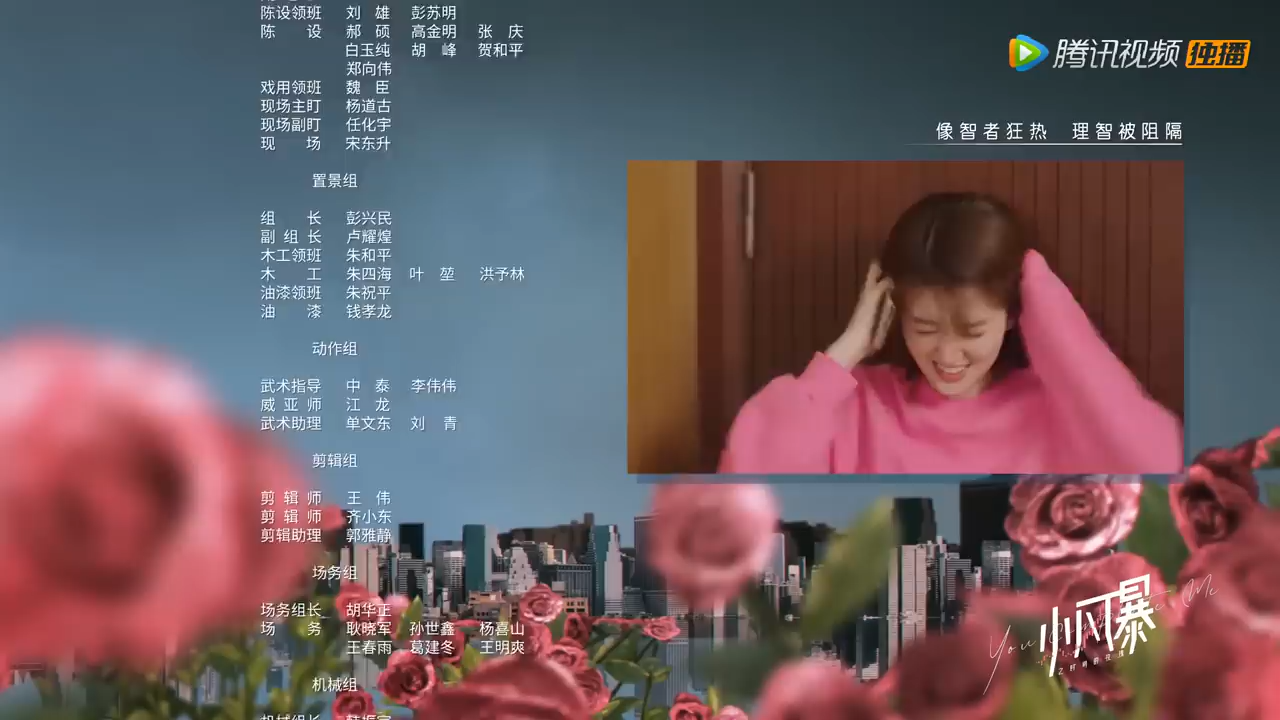 陈设领班 刘雄 彭苏明
陈设 郝硕 高金明 张庆
白玉纯 胡峰 贺和平
郑向伟
戏用领班 魏臣
现场主盯 杨道古
现场副盯 任化宇
现场 宋东升
置景组
组长 彭兴民
副组长 卢耀煌
木工领班 朱和平
木工 朱四海 叶堃 洪予林
油漆领班 朱祝平
油漆 钱孝龙
动作组
武术指导 中泰 李伟伟
威亚师 江龙
武术助理 单文东 刘青
剪辑组
剪辑师 王伟
剪辑师 齐小东
剪辑助理 郭雅静
场务组
场务组长 胡华正
场务 耿晓军 孙世鑫 杨喜山
王春雨 葛建冬 王明爽
机械组
腾讯视频 独播
像智者狂热 理智被阻隔
小风暴